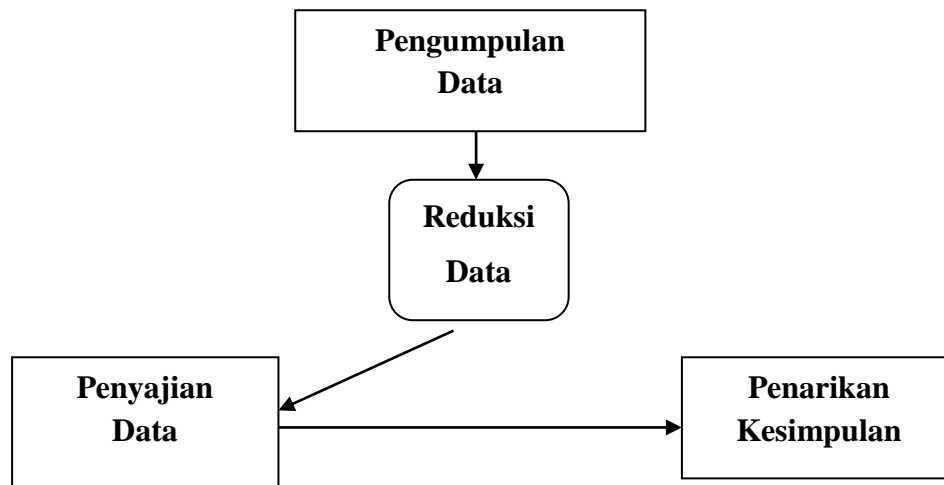 Pengumpulan
Data
Reduksi
Data
Penyajian
Data
Penarikan
Kesimpulan